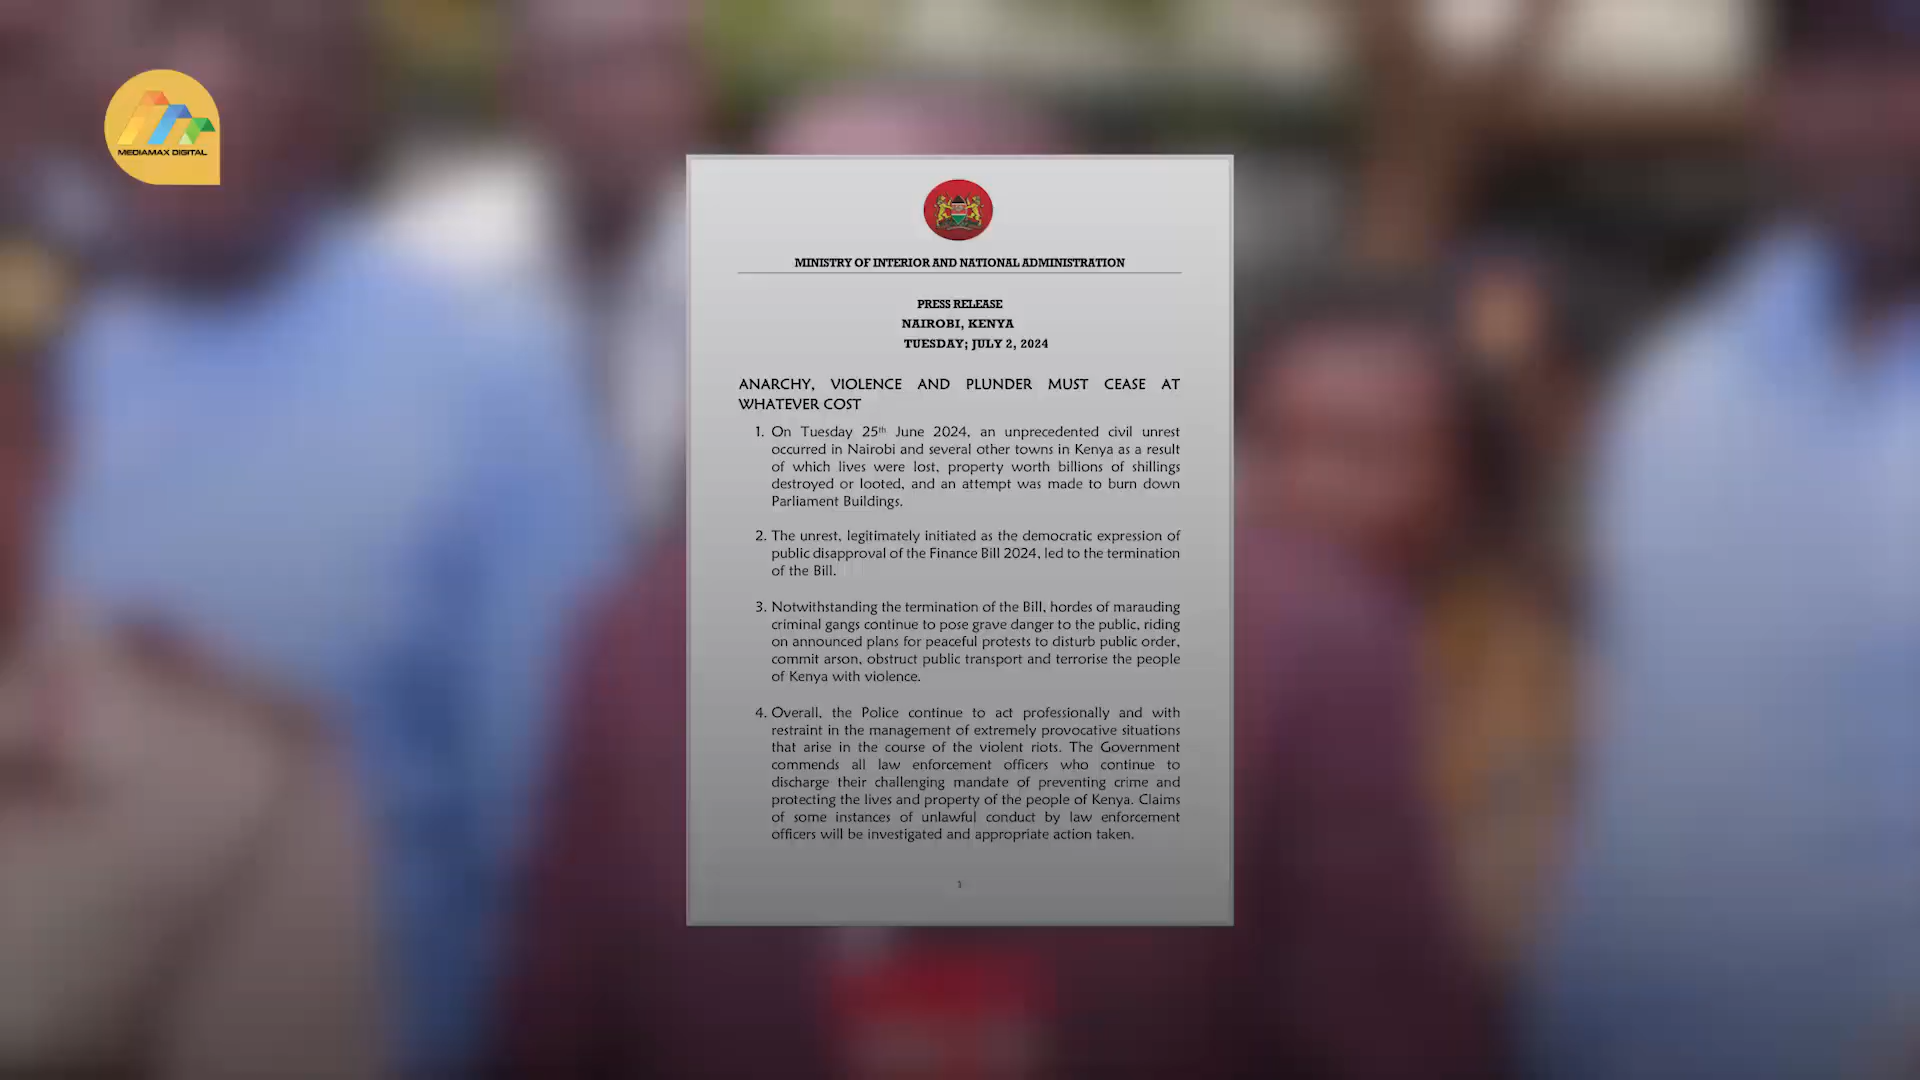 MEDIAMAX DIGITAL
MINISTRY OF INTERIOR AND NATIONAL ADMINISTRATION
PRESS RELEASE
NAIROBI, KENYA
TUESDAY; JULY 2, 2024
ANARCHY, VIOLENCE AND PLUNDER MUST CEASE AT
WHATEVER COST
1. On Tuesday 25th June 2024, an unprecedented civil unrest
occurred in Nairobi and several other towns in Kenya as a result
of which lives were lost, property worth billions of shillings
destroyed or looted, and an attempt was made to burn down
Parliament Buildings.
2. The unrest, legitimately initiated as the democratic expression of
public disapproval of the Finance Bill 2024, led to the termination
of the Bill.
3. Notwithstanding the termination of the Bill, hordes of marauding
criminal gangs continue to pose grave danger to the public, riding
on announced plans for peaceful protests to disturb public order,
commit arson, obstruct public transport and terrorise the people
of Kenya with violence.
4. Overall, the Police continue to act professionally and with
restraint in the management of extremely provocative situations
that arise in the course of the violent riots. The Government
commends all law enforcement officers who continue to
discharge their challenging mandate of preventing crime and
protecting the lives and property of the people of Kenya. Claims
of some instances of unlawful conduct by law enforcement
officers will be investigated and appropriate action taken.
1